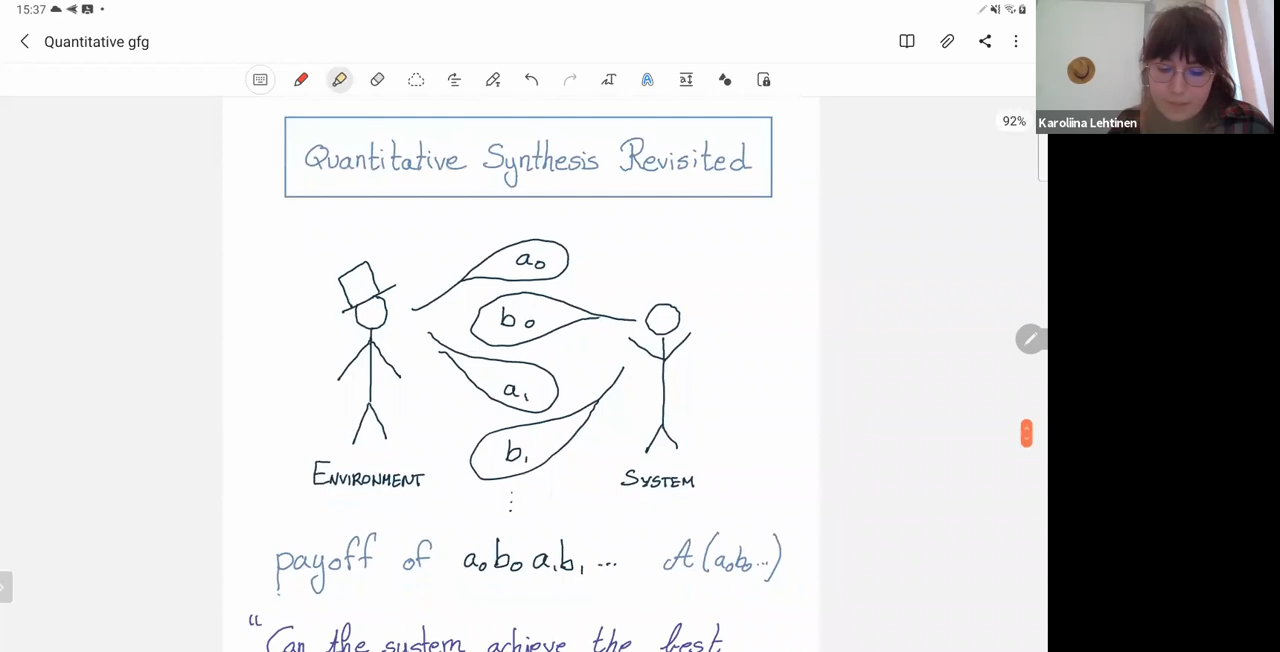 15:37
Quantitative gfg
92%
Karoliina Lehtinen
Quantitative Synthesis Revisited
a₀
b₀
a₁
b₁
⋮
ENVIRONMENT
SYSTEM
payoff of a₀b₀a₁b₁... A(a₀b₀...)
"Can the system achieve the best